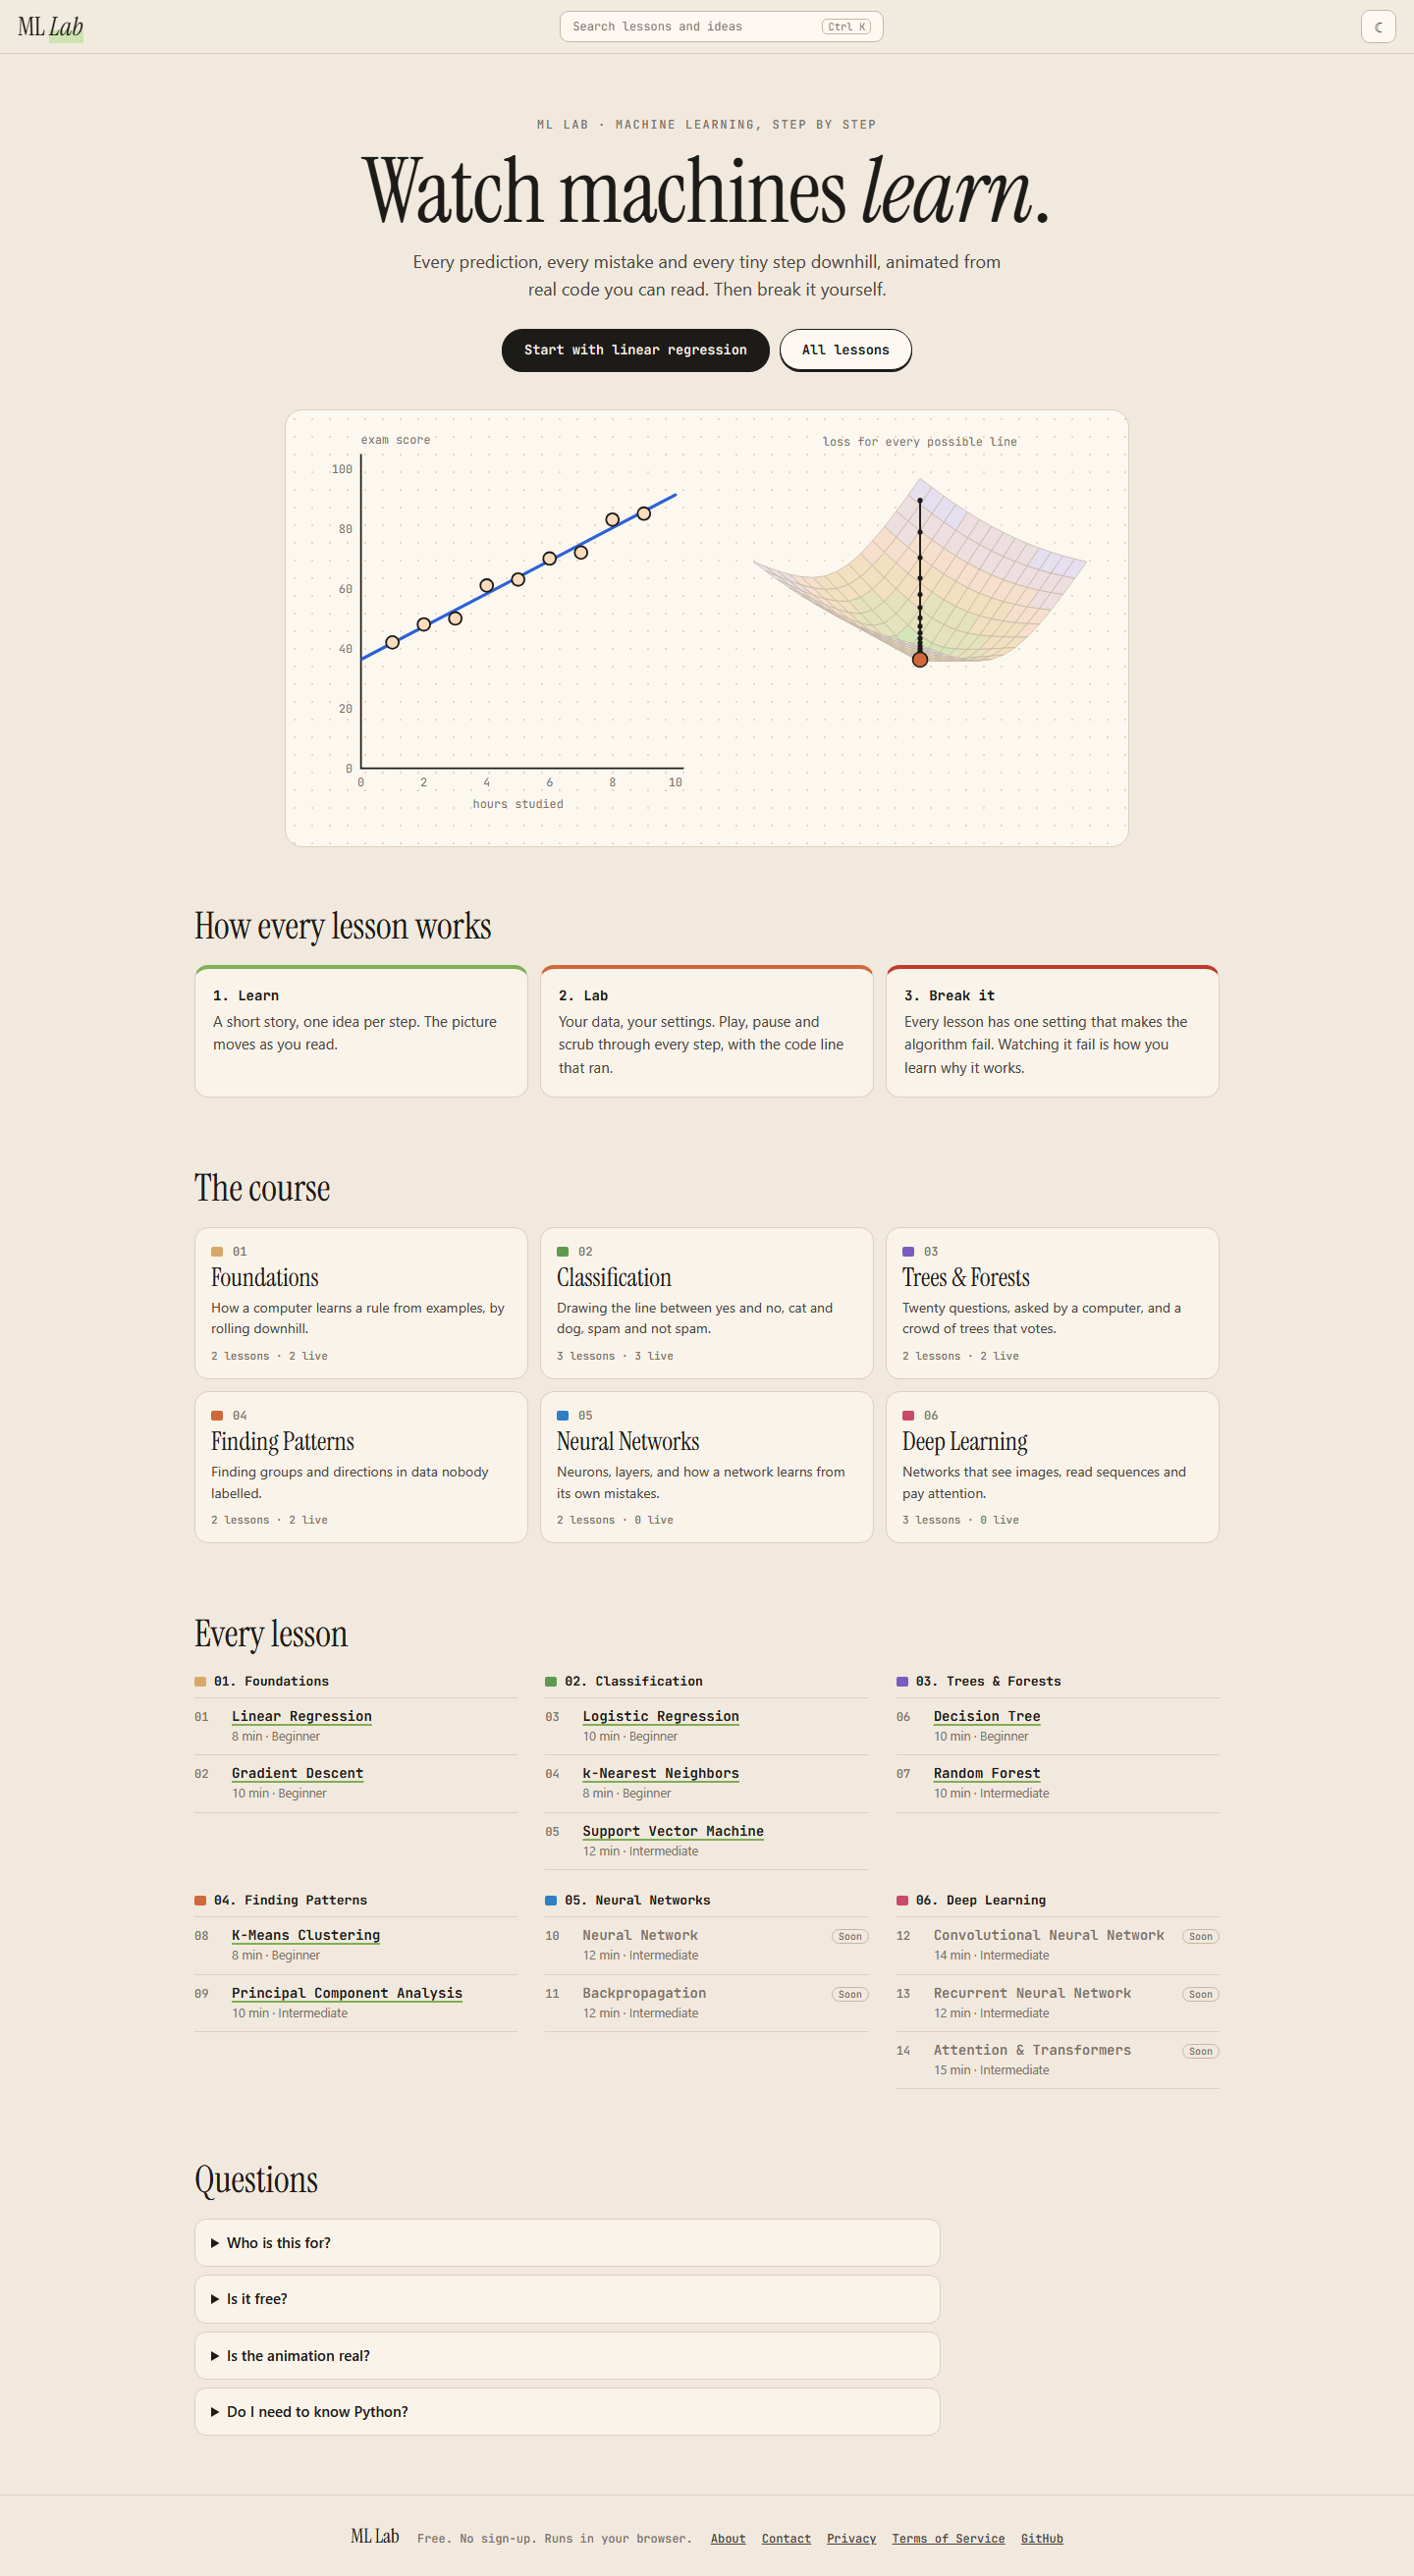 ML Lab
Search lessons and ideas Ctrl K
ML LAB · MACHINE LEARNING, STEP BY STEP
Watch machines learn.
Every prediction, every mistake and every tiny step downhill, animated from
real code you can read. Then break it yourself.
Start with linear regression
All lessons
exam score
100
80
60
40
20
0
0 2 4 6 8 10
hours studied
loss for every possible line
How every lesson works
1. Learn
A short story, one idea per step. The picture
moves as you read.
2. Lab
Your data, your settings. Play, pause and
scrub through every step, with the code line
that ran.
3. Break it
Every lesson has one setting that makes the
algorithm fail. Watching it fail is how you
learn why it works.
The course
01
Foundations
How a computer learns a rule from examples, by
rolling downhill.
2 lessons · 2 live
02
Classification
Drawing the line between yes and no, cat and
dog, spam and not spam.
3 lessons · 3 live
03
Trees & Forests
Twenty questions, asked by a computer, and a
crowd of trees that votes.
2 lessons · 2 live
04
Finding Patterns
Finding groups and directions in data nobody
labelled.
2 lessons · 2 live
05
Neural Networks
Neurons, layers, and how a network learns from
its own mistakes.
2 lessons · 0 live
06
Deep Learning
Networks that see images, read sequences and
pay attention.
3 lessons · 0 live
Every lesson
01. Foundations
01 Linear Regression
8 min · Beginner
02 Gradient Descent
10 min · Beginner
02. Classification
03 Logistic Regression
10 min · Beginner
04 k-Nearest Neighbors
8 min · Beginner
05 Support Vector Machine
12 min · Intermediate
03. Trees & Forests
06 Decision Tree
10 min · Beginner
07 Random Forest
10 min · Intermediate
04. Finding Patterns
08 K-Means Clustering
8 min · Beginner
09 Principal Component Analysis
10 min · Intermediate
05. Neural Networks
10 Neural Network Soon
12 min · Intermediate
11 Backpropagation Soon
12 min · Intermediate
06. Deep Learning
12 Convolutional Neural Network Soon
14 min · Intermediate
13 Recurrent Neural Network Soon
12 min · Intermediate
14 Attention & Transformers Soon
15 min · Intermediate
Questions
Who is this for?
Is it free?
Is the animation real?
Do I need to know Python?
ML Lab Free. No sign-up. Runs in your browser. About Contact Privacy Terms of Service GitHub